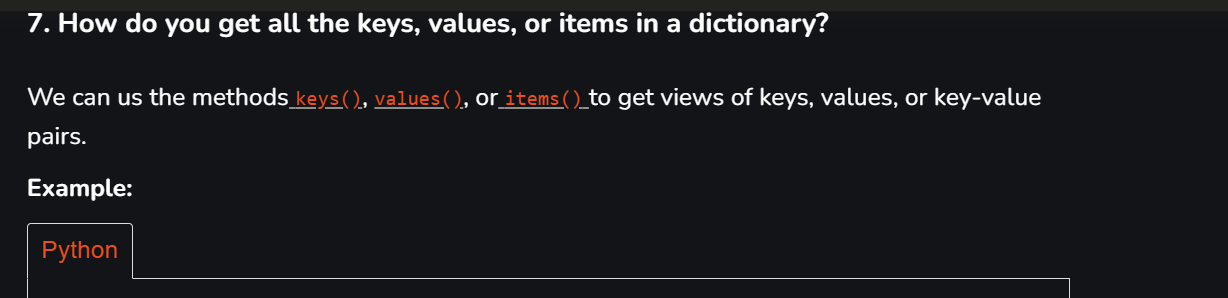 7. How do you get all the keys, values, or items in a dictionary?
We can us the methods keys(), values(), or items() to get views of keys, values, or key-value
pairs.
Example:
Python